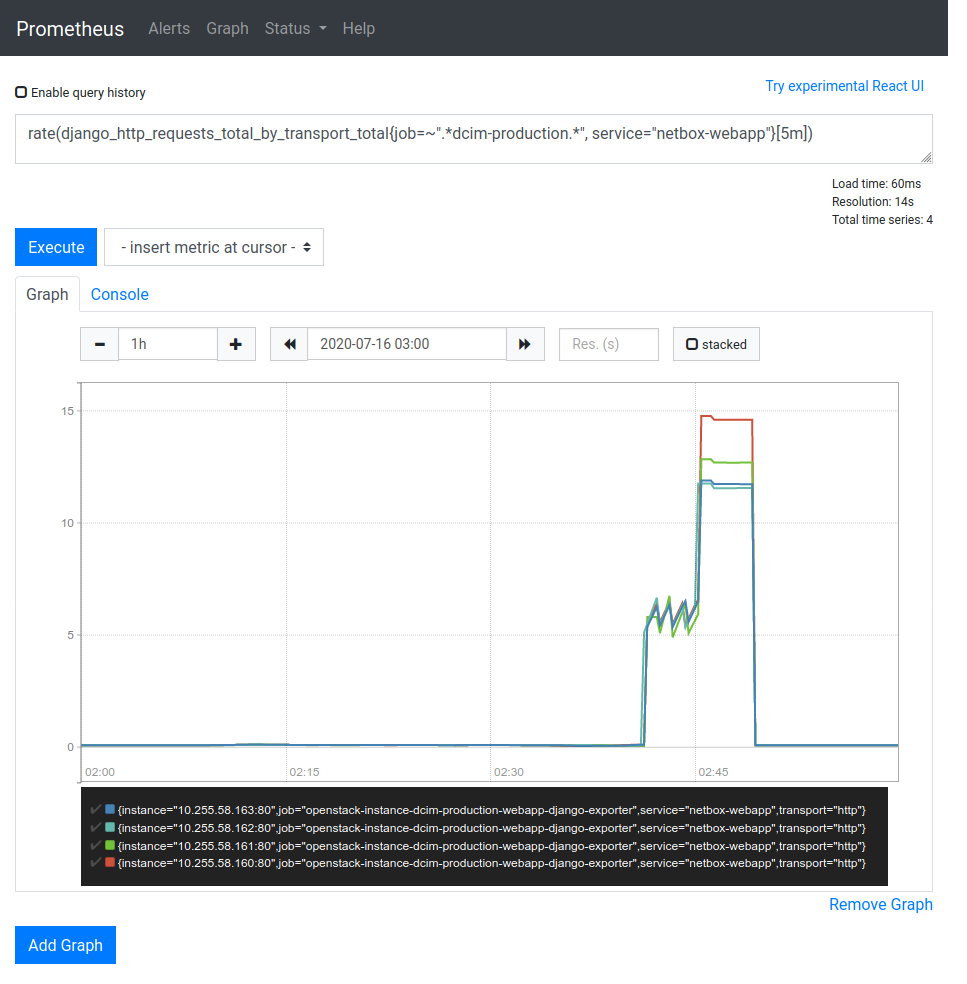 Prometheus Alerts Graph Status Help
Enable query history
Try experimental React UI
rate(django_http_requests_total_by_transport_total{job=~".*dcim-production.*", service="netbox-webapp"}[5m])
Load time: 60ms
Resolution: 14s
Total time series: 4
Execute - insert metric at cursor -
Graph Console
1h 2020-07-16 03:00 Res. (s) stacked
15
10
5
0
02:00 02:15 02:30 02:45
{instance="10.255.58.163:80",job="openstack-instance-dcim-production-webapp-django-exporter",service="netbox-webapp",transport="http"}
{instance="10.255.58.162:80",job="openstack-instance-dcim-production-webapp-django-exporter",service="netbox-webapp",transport="http"}
{instance="10.255.58.161:80",job="openstack-instance-dcim-production-webapp-django-exporter",service="netbox-webapp",transport="http"}
{instance="10.255.58.160:80",job="openstack-instance-dcim-production-webapp-django-exporter",service="netbox-webapp",transport="http"}
Remove Graph
Add Graph